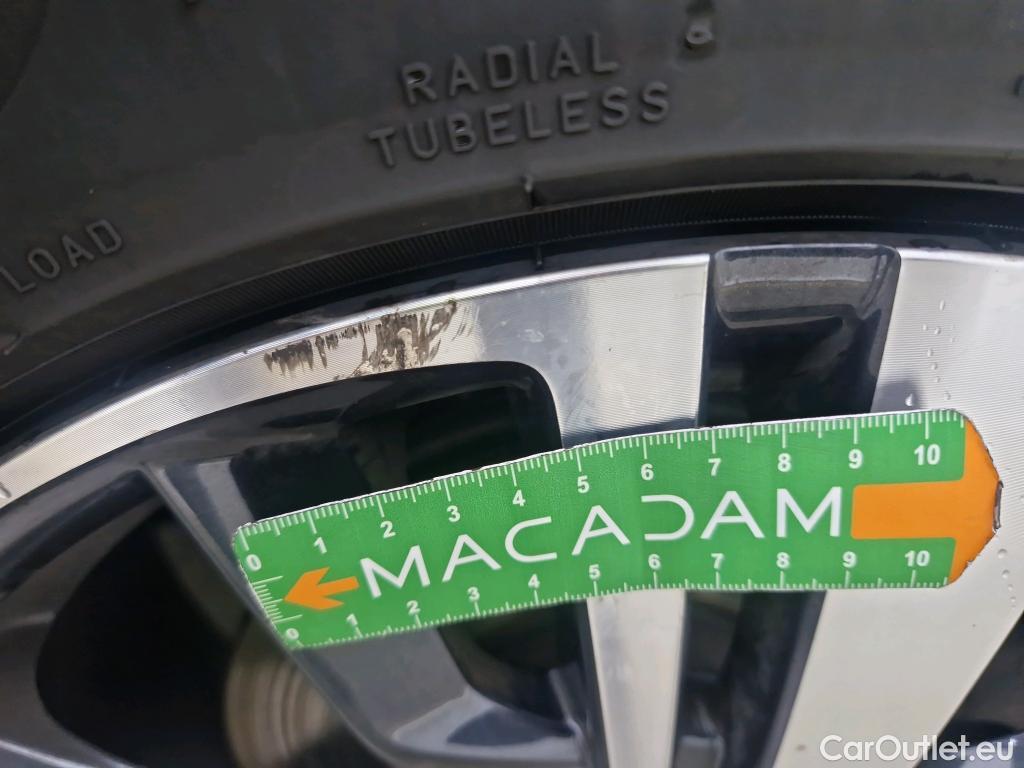 RADIAL
TUBELESS
LOAD
0 1 2 3 4 5 6 7 8 9 10
MACADAM
0 1 2 3 4 5 6 7 8 9 10
CarOutlet.eu